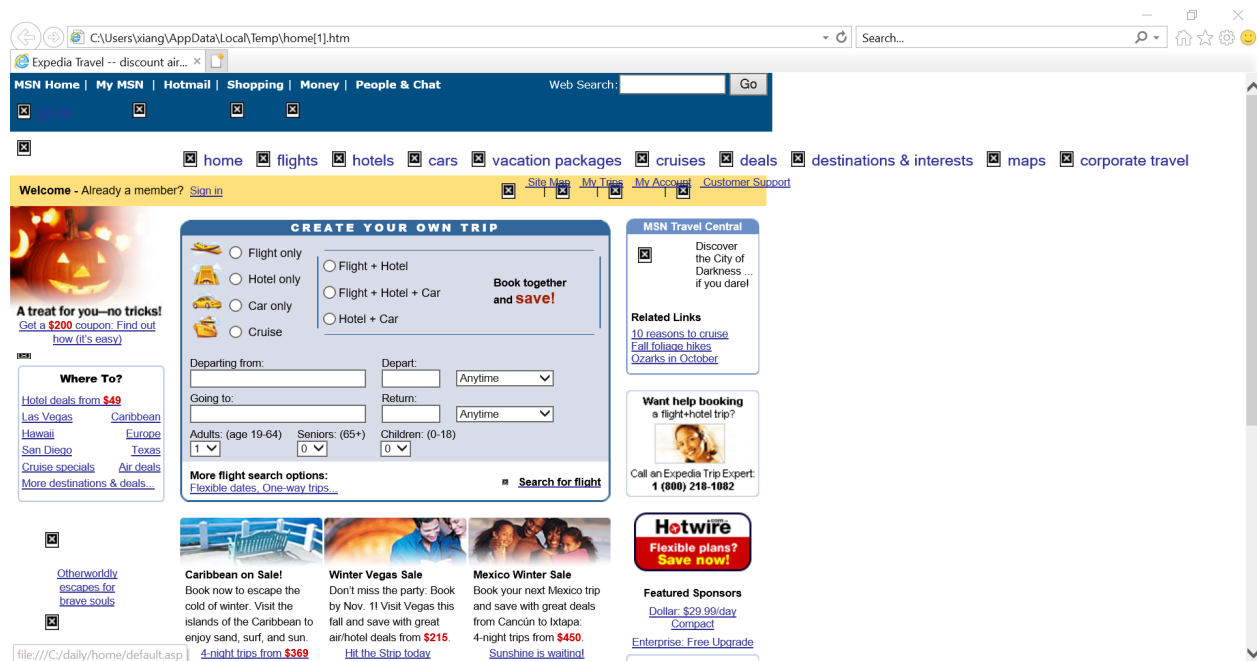 C:\Users\xiang\AppData\Local\Temp\home[1].htm
Search...
Expedia Travel -- discount air...
MSN Home | My MSN | Hotmail | Shopping | Money | People & Chat
Web Search:
Go
home flights hotels cars vacation packages cruises deals destinations & interests maps corporate travel
Welcome - Already a member? Sign in
Site Map | My Trips | My Account | Customer Support
A treat for you—no tricks!
Get a $200 coupon: Find out
how (it's easy)
Where To?
Hotel deals from $49
Las Vegas Caribbean
Hawaii Europe
San Diego Texas
Cruise specials Air deals
More destinations & deals...
Otherworldly
escapes for
brave souls
CREATE YOUR OWN TRIP
Flight only
Hotel only
Car only
Cruise
Flight + Hotel
Flight + Hotel + Car
Hotel + Car
Book together
and save!
Departing from: Depart:
Anytime
Going to: Return:
Anytime
Adults: (age 19-64) Seniors: (65+) Children: (0-18)
1 0 0
More flight search options:
Flexible dates, One-way trips...
Search for flight
Caribbean on Sale!
Book now to escape the
cold of winter. Visit the
islands of the Caribbean to
enjoy sand, surf, and sun.
4-night trips from $369
Winter Vegas Sale
Don't miss the party: Book
by Nov. 1! Visit Vegas this
fall and save with great
air/hotel deals from $215.
Hit the Strip today
Mexico Winter Sale
Book your next Mexico trip
and save with great deals
from Cancún to Ixtapa:
4-night trips from $450.
Sunshine is waiting!
MSN Travel Central
Discover
the City of
Darkness ...
if you dare!
Related Links
10 reasons to cruise
Fall foliage hikes
Ozarks in October
Want help booking
a flight+hotel trip?
Call an Expedia Trip Expert:
1 (800) 218-1082
Hotwire.com
Flexible plans?
Save now!
Featured Sponsors
Dollar: $29.99/day
Compact
Enterprise: Free Upgrade
file:///C:/daily/home/default.asp